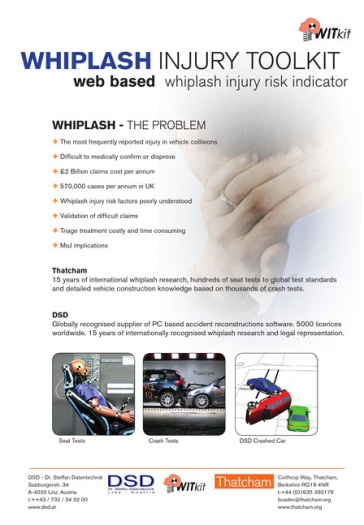 WITkit
WHIPLASH INJURY TOOLKIT
web based whiplash injury risk indicator
WHIPLASH - THE PROBLEM
The most frequently reported injury in vehicle collisions
Difficult to medically confirm or disprove
£2 Billion claims cost per annum
570,000 cases per annum in UK
Whiplash injury risk factors poorly understood
Validation of difficult claims
Triage treatment costly and time consuming
MoJ implications
Thatcham
15 years of international whiplash research, hundreds of seat tests to global test standards
and detailed vehicle construction knowledge based on thousands of crash tests.
DSD
Globally recognised supplier of PC based accident reconstructions software. 5000 licences
worldwide. 15 years of internationally recognised whiplash research and legal representation.
Thatcham
10
Seat Tests
Crash Tests
DSD Crashed Car
DSD - Dr. Steffan Datentechnik
Salzburgerstr. 34
A-4020 Linz, Austria
t:++43 / 732 / 34 32 00
www.dsd.at
DSD
Dr. Steffan Datentechnik
Linz, Austria
WITkit
Thatcham
Colthrop Way, Thatcham,
Berkshire RG19 4NR
t:+44 (0)1635 293179
busdev@thatcham.org
www.thatcham.org